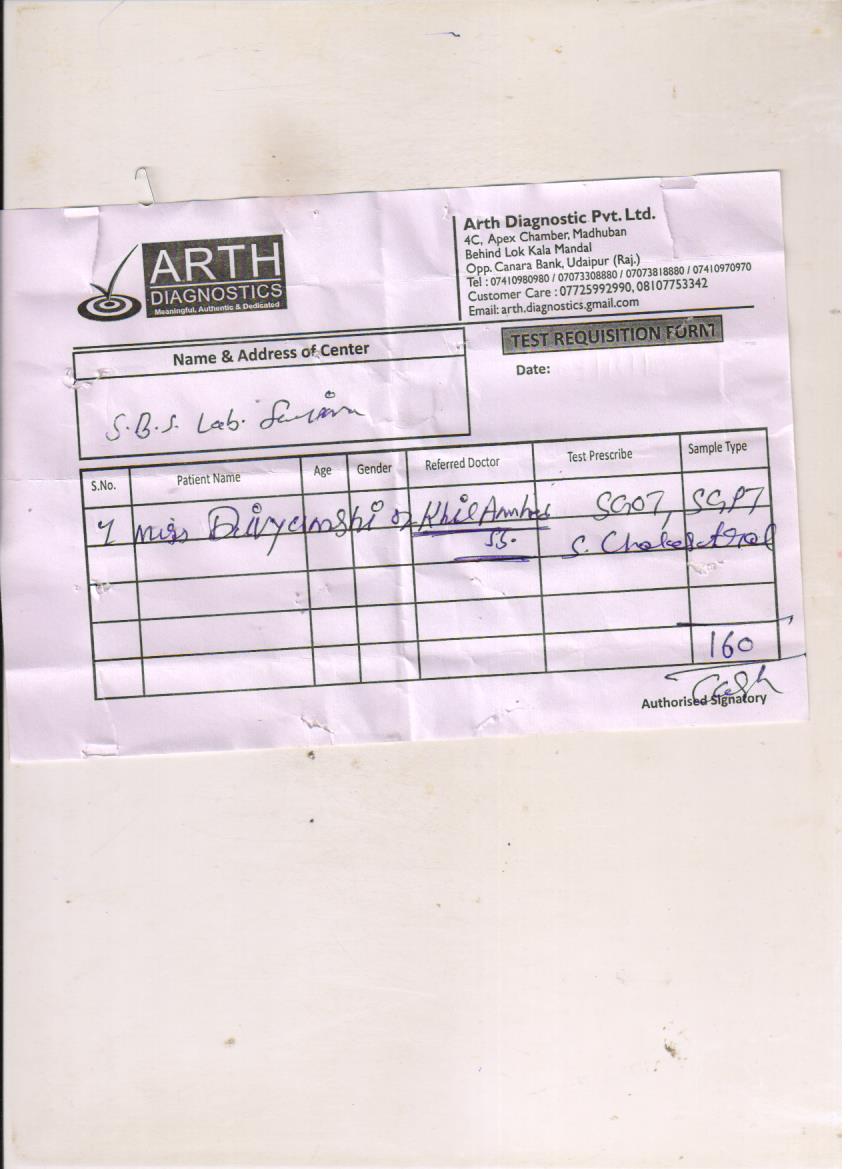 ARTH
DIAGNOSTICS
Meaningful, Authentic & Dedicated
Arth Diagnostic Pvt. Ltd.
4C, Apex Chamber, Madhuban
Behind Lok Kala Mandal
Opp. Canara Bank, Udaipur (Raj.)
Tel : 07410980980 / 07073308880 / 07073818880 / 07410970970
Customer Care : 07725992990, 08107753342
Email: arth.diagnostics.gmail.com
TEST REQUISITION FORM
Date:
Name & Address of Center
S.B.S. Lab.
S.No. Patient Name Age Gender Referred Doctor Test Prescribe Sample Type
1 Miss Divyanshi SGOT, SGPT
SS. S.
160
Cash
Authorised Signatory